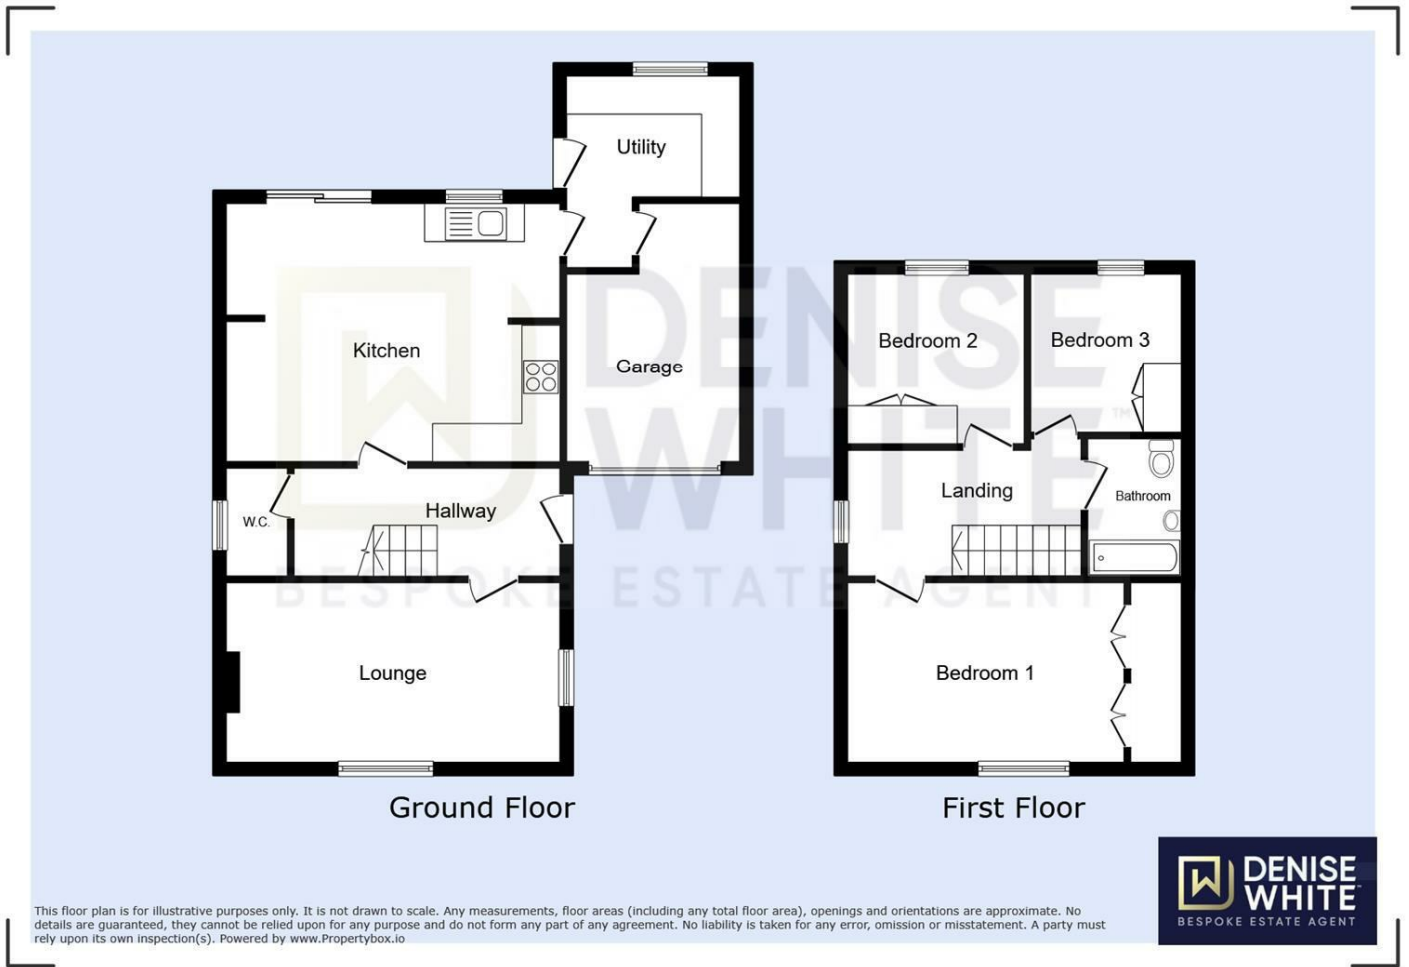 Utility
Kitchen
Garage
Bedroom 2
Bedroom 3
W.C.
Hallway
Landing
Bathroom
Lounge
Bedroom 1
DENISE
WHITE™
BESPOKE ESTATE AGENT
Ground Floor
First Floor
DENISE
WHITE™
BESPOKE ESTATE AGENT
This floor plan is for illustrative purposes only. It is not drawn to scale. Any measurements, floor areas (including any total floor area), openings and orientations are approximate. No
details are guaranteed, they cannot be relied upon for any purpose and do not form any part of any agreement. No liability is taken for any error, omission or misstatement. A party must
rely upon its own inspection(s). Powered by www.Propertybox.io